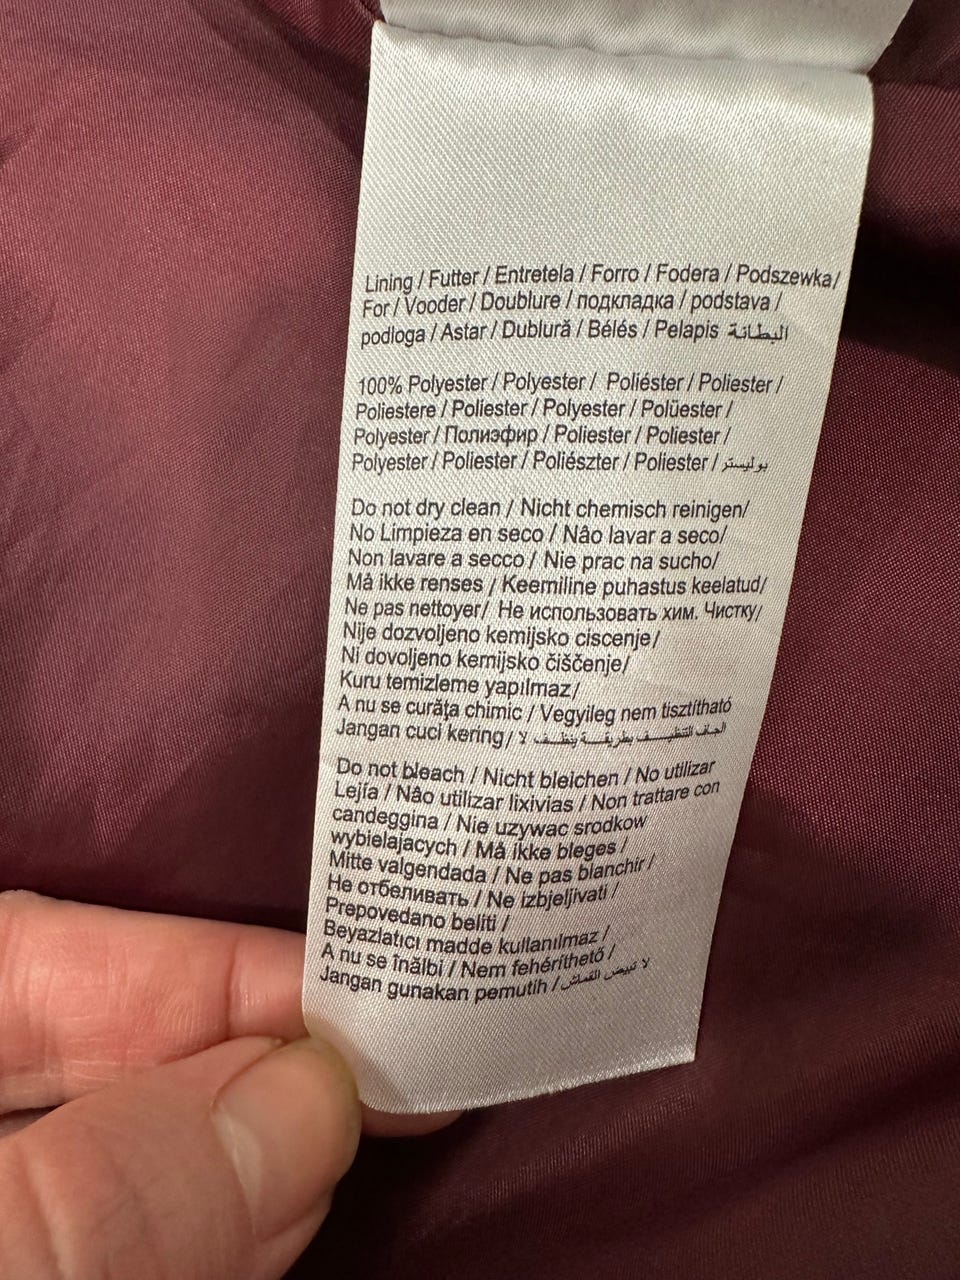 Lining / Futter / Entretela / Forro / Fodera / Podszewka/
For / Vooder / Doublure / подкладка / podstava /
podloga / Astar / Dublură / Bélés / Pelapis البطانة
100% Polyester / Polyester / Poliéster / Poliester /
Poliestere / Poliester / Polyester / Polüester /
Polyester / Полиэфир / Poliester / Poliester /
Polyester / Poliester / Poliészter / Poliester / بوليستر
Do not dry clean / Nicht chemisch reinigen/
No Limpieza en seco / Nâo lavar a seco/
Non lavare a secco / Nie prac na sucho/
Må ikke renses / Keemiline puhastus keelatud/
Ne pas nettoyer/ Не использовать хим. Чистку/
Nije dozvoljeno kemijsko ciscenje/
Ni dovoljeno kemijsko čiščenje/
Kuru temizleme yapılmaz/
A nu se curăţa chimic / Vegyileg nem tisztítható
Jangan cuci kering/ لا ينظف بطريقة التنظيف الجاف
Do not bleach / Nicht bleichen / No utilizar
Lejía / Nâo utilizar lixivias / Non trattare con
candeggina / Nie uzywac srodkow
wybielajacych / Må ikke bleges /
Mitte valgendada / Ne pas blanchir /
Не отбеливать / Ne izbjeljivati /
Prepovedano beliti /
Beyazlatıcı madde kullanılmaz /
A nu se înălbi / Nem fehéríthető /
Jangan gunakan pemutih / لا تبيض القماش